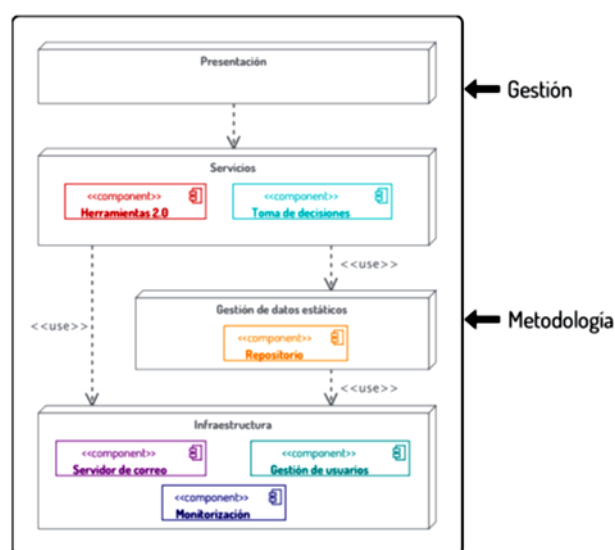 Presentación
Gestión
Servicios
<<component>>
Herramientas 2.0
<<component>>
Toma de decisiones
<<use>>
Gestión de datos estáticos
<<component>>
Repositorio
Metodología
<<use>>
<<use>>
Infraestructura
<<component>>
Servidor de correo
<<component>>
Gestión de usuarios
<<component>>
Monitorización